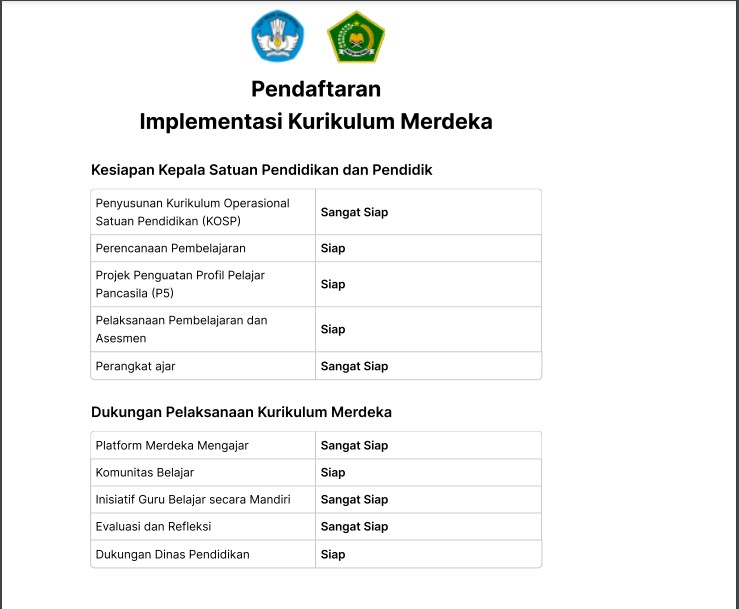 Pendaftaran
Implementasi Kurikulum Merdeka
Kesiapan Kepala Satuan Pendidikan dan Pendidik
Penyusunan Kurikulum Operasional
Satuan Pendidikan (KOSP)
Sangat Siap
Perencanaan Pembelajaran
Siap
Projek Penguatan Profil Pelajar
Pancasila (P5)
Siap
Pelaksanaan Pembelajaran dan
Asesmen
Siap
Perangkat ajar
Sangat Siap
Dukungan Pelaksanaan Kurikulum Merdeka
Platform Merdeka Mengajar
Sangat Siap
Komunitas Belajar
Siap
Inisiatif Guru Belajar secara Mandiri
Sangat Siap
Evaluasi dan Refleksi
Sangat Siap
Dukungan Dinas Pendidikan
Siap